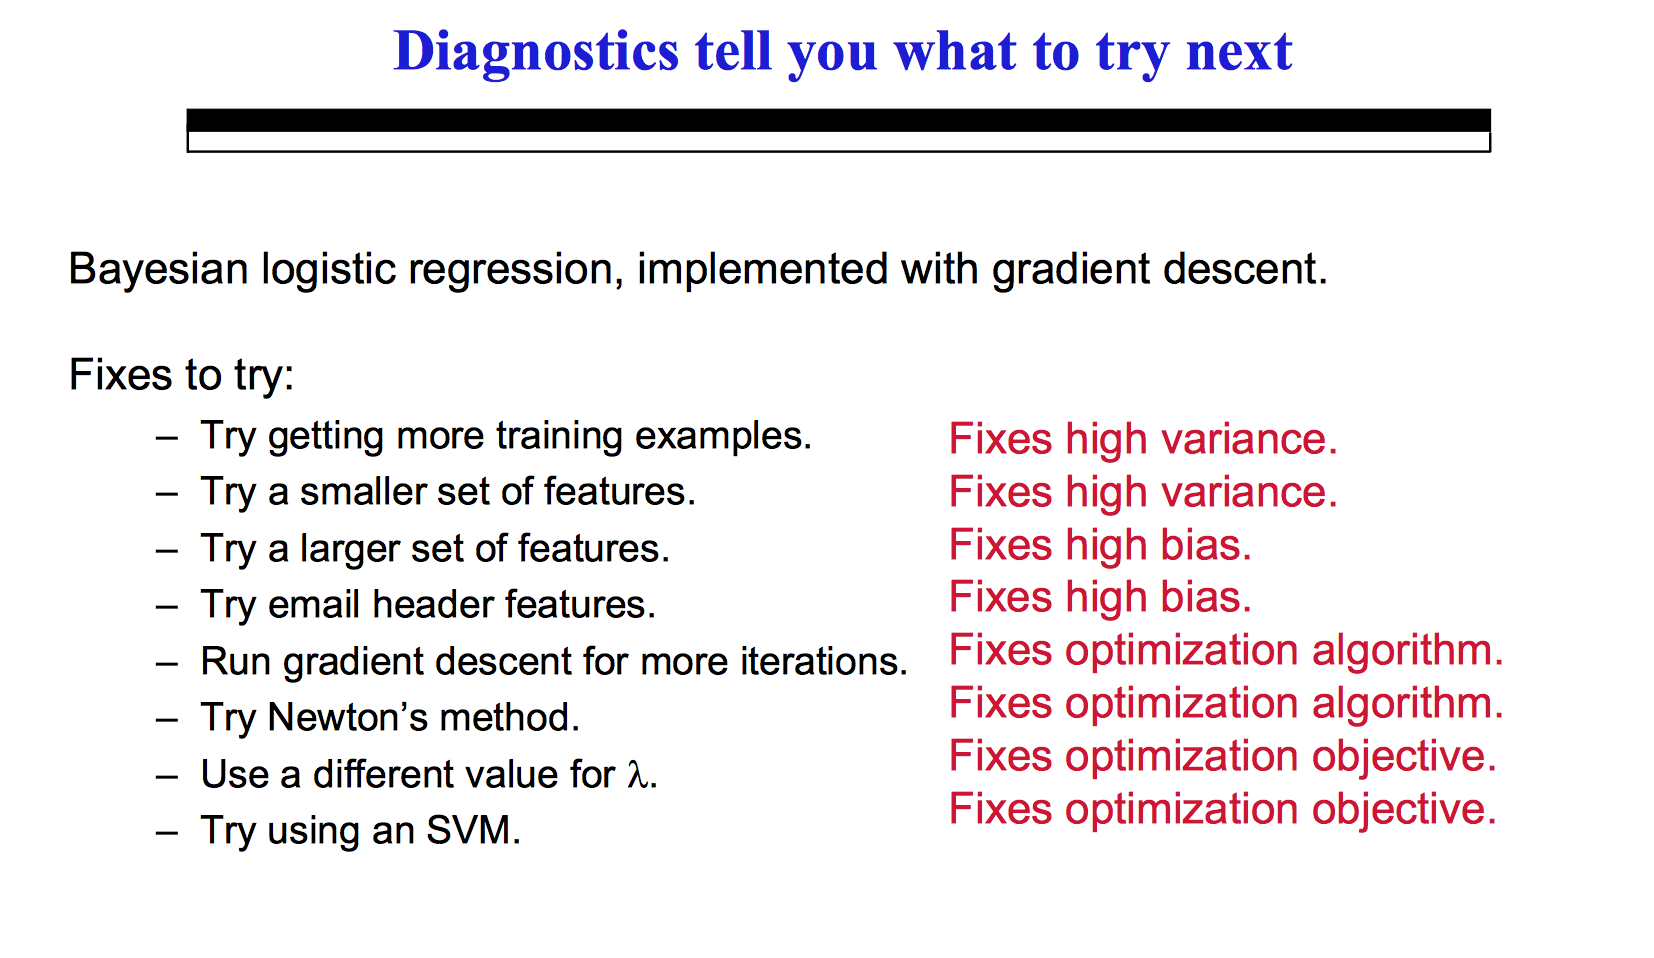 Diagnostics tell you what to try next
Bayesian logistic regression, implemented with gradient descent.
Fixes to try:
– Try getting more training examples. Fixes high variance.
– Try a smaller set of features. Fixes high variance.
– Try a larger set of features. Fixes high bias.
– Try email header features. Fixes high bias.
– Run gradient descent for more iterations. Fixes optimization algorithm.
– Try Newton’s method. Fixes optimization algorithm.
– Use a different value for λ. Fixes optimization objective.
– Try using an SVM. Fixes optimization objective.